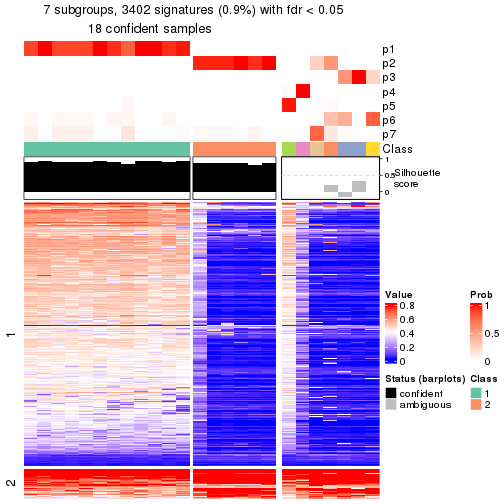 7 subgroups, 3402 signatures (0.9%) with fdr < 0.05
18 confident samples
p1
p2
p3
p4
p5
p6
p7
Class
1
0.5
0
Silhouette
score
1
2
Value
0.8
0.6
0.4
0.2
0
Prob
1
0.5
0
Status (barplots)
confident
ambiguous
Class
1
2